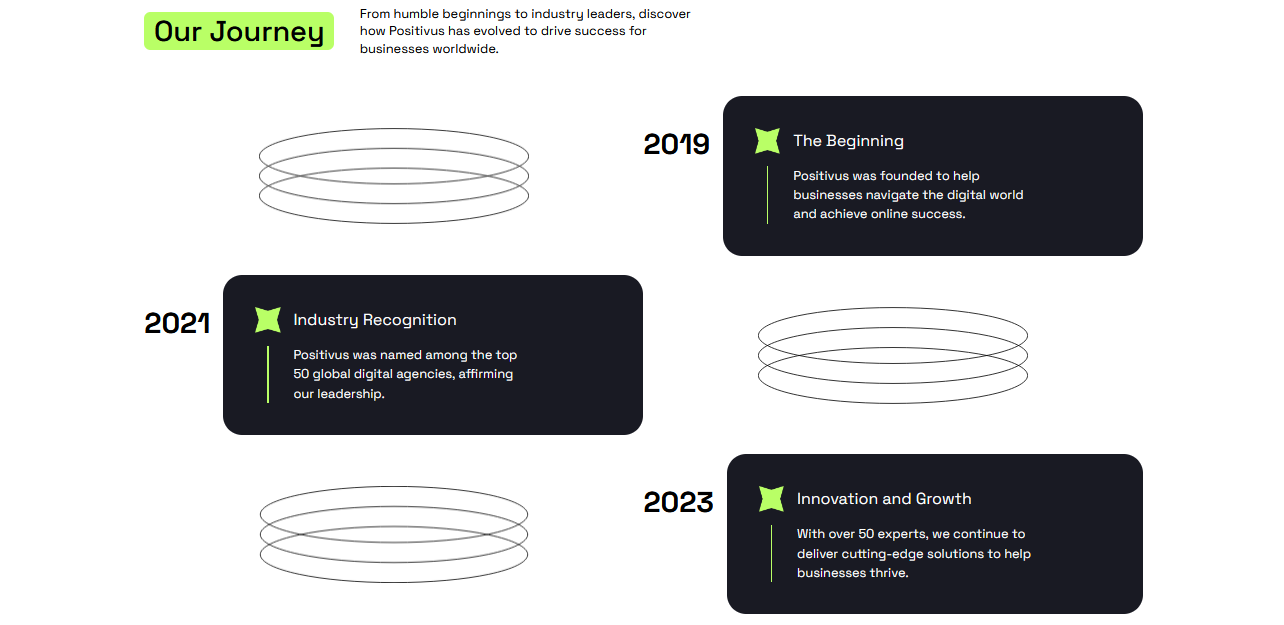 Our Journey
From humble beginnings to industry leaders, discover
how Positivus has evolved to drive success for
businesses worldwide.
2019
The Beginning
Positivus was founded to help
businesses navigate the digital world
and achieve online success.
2021
Industry Recognition
Positivus was named among the top
50 global digital agencies, affirming
our leadership.
2023
Innovation and Growth
With over 50 experts, we continue to
deliver cutting-edge solutions to help
businesses thrive.